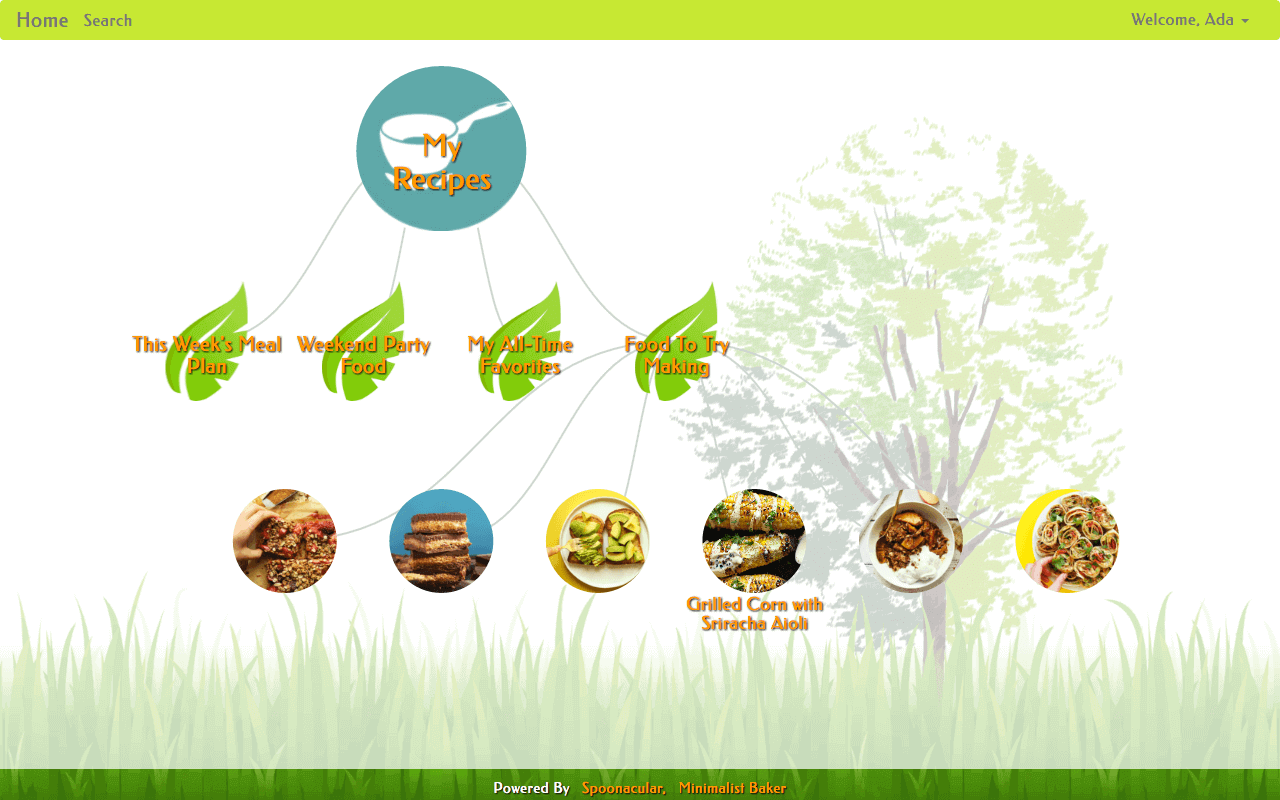 Home Search Welcome, Ada
My
Recipes
This Week's Meal
Plan
Weekend Party
Food
My All-Time
Favorites
Food To Try
Making
Grilled Corn with
Sriracha Aioli
Powered By Spoonacular, Minimalist Baker